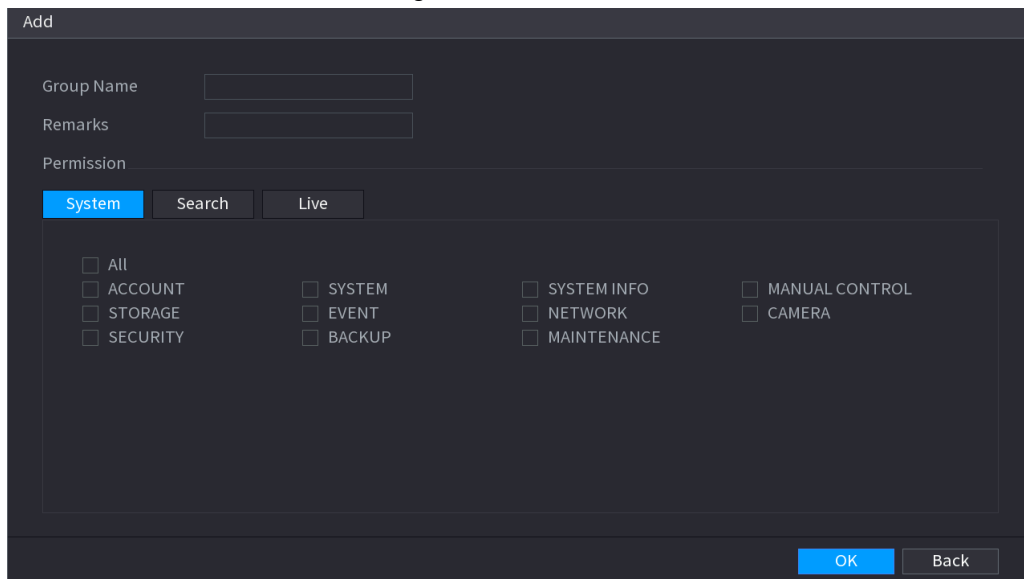 Add
Group Name
Remarks
Permission
System Search Live
All
ACCOUNT SYSTEM SYSTEM INFO MANUAL CONTROL
STORAGE EVENT NETWORK CAMERA
SECURITY BACKUP MAINTENANCE
OK Back